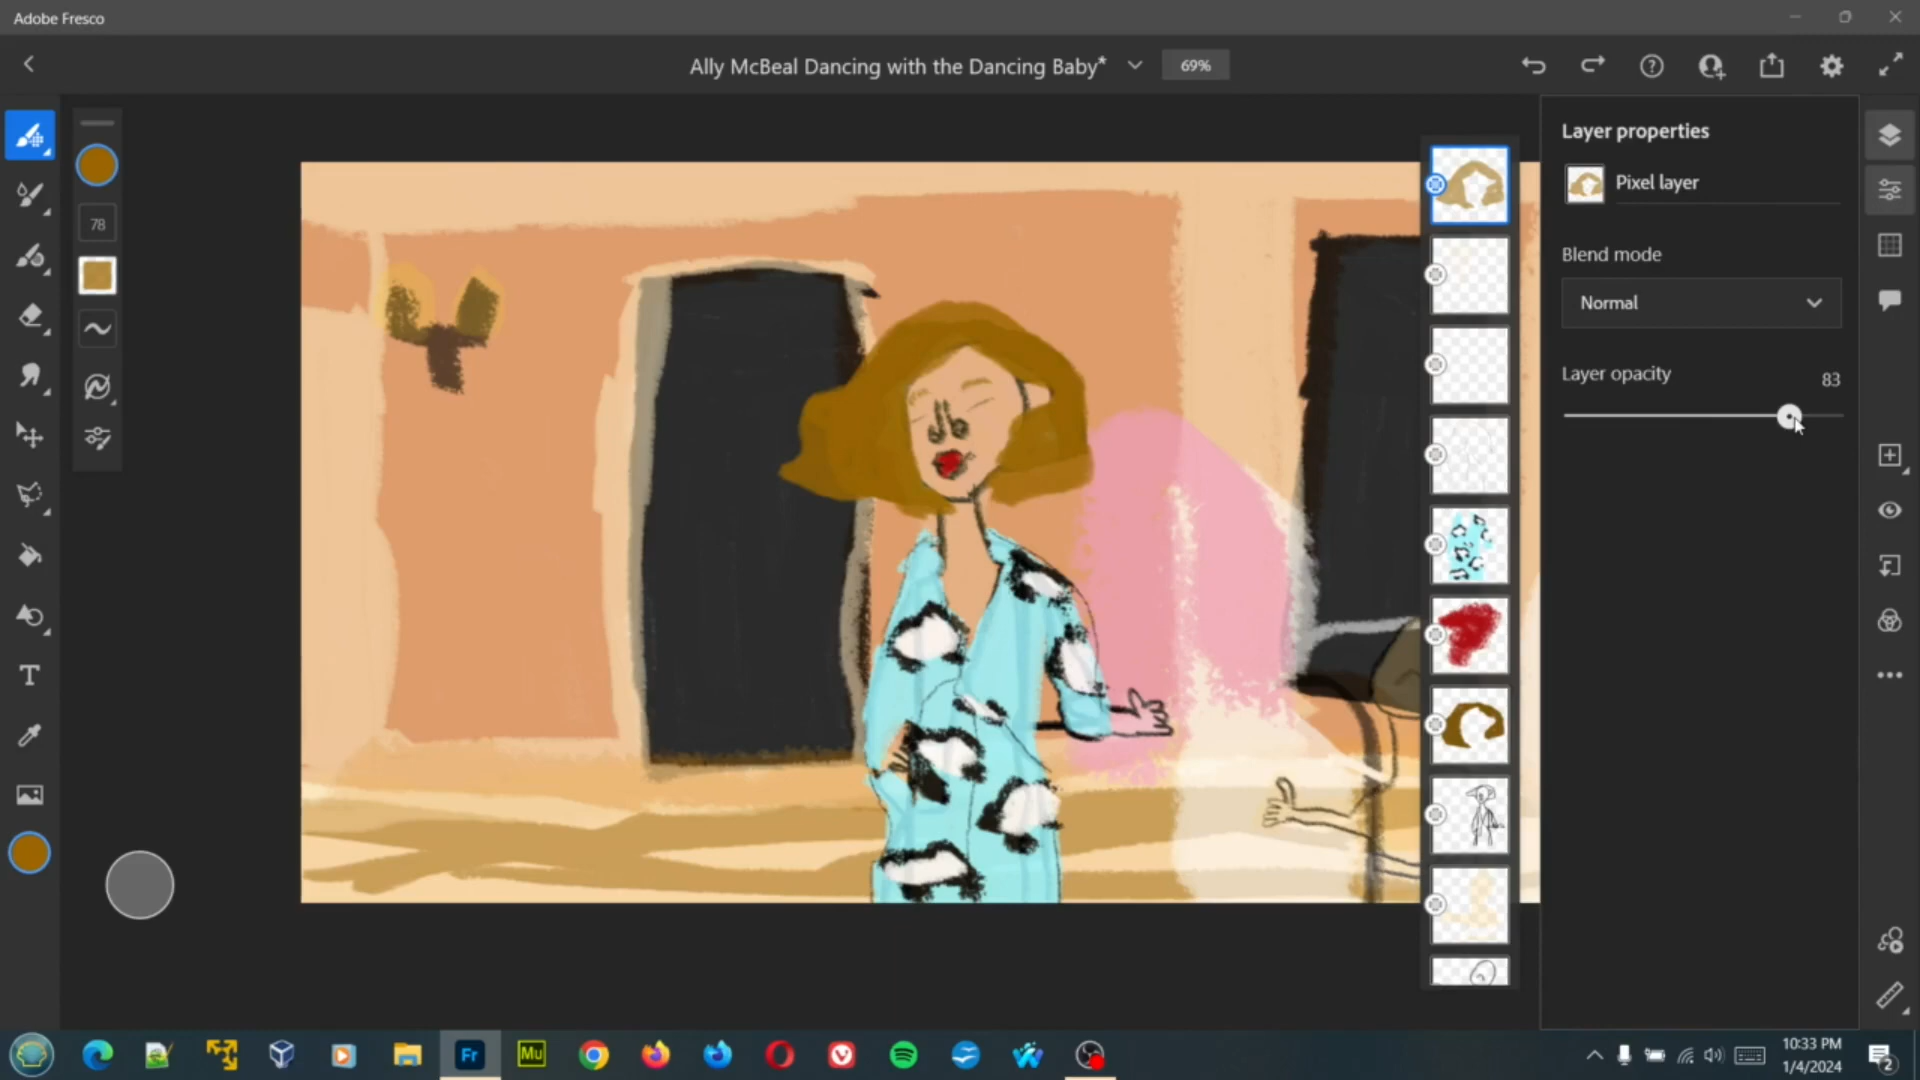 Adobe Fresco
Ally McBeal Dancing with the Dancing Baby*
69%
Layer properties
Pixel layer
78
Blend mode
Normal
Layer opacity
83
T
Fr
Mu
10:33 PM
1/4/2024
2